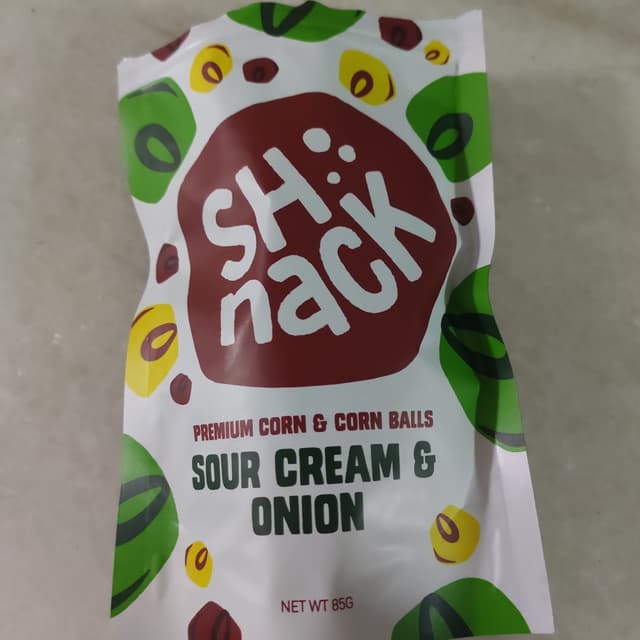 SH
nacK
PREMIUM CORN & CORN BALLS
SOUR CREAM &
ONION
NET WT 85G